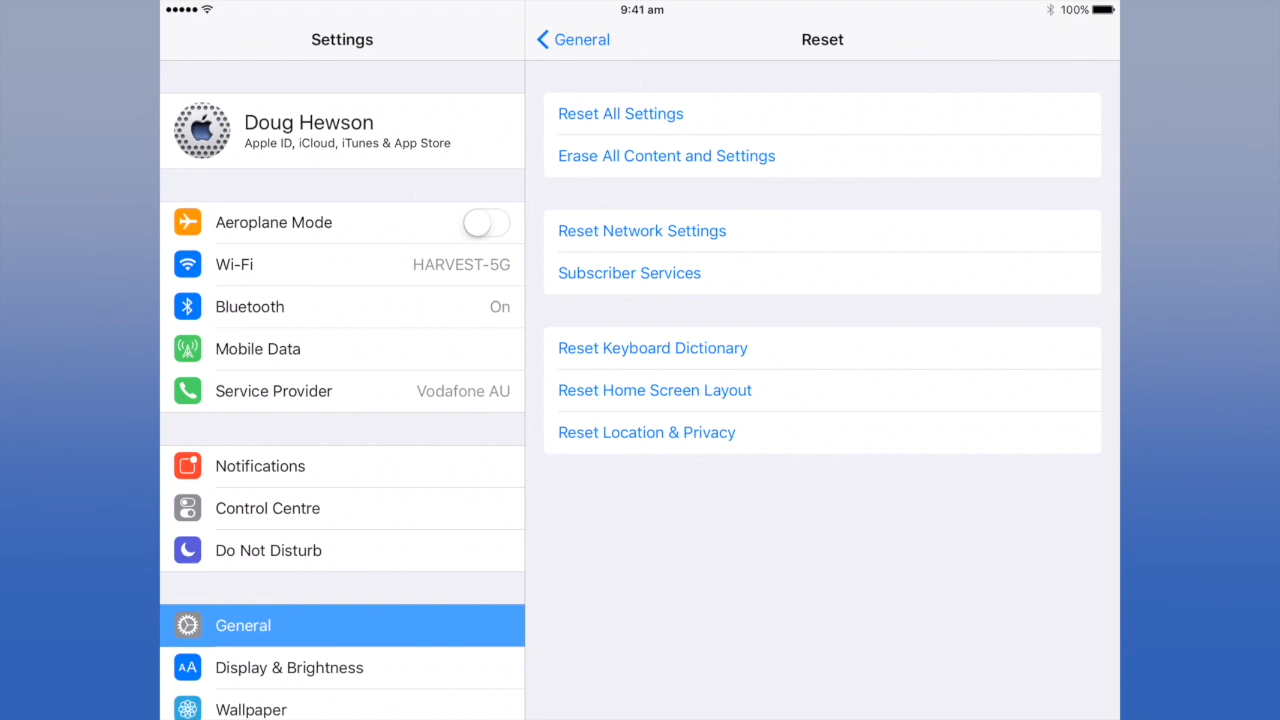 9:41 am
100%
Settings
Doug Hewson
Apple ID, iCloud, iTunes & App Store
Aeroplane Mode
Wi-Fi HARVEST-5G
Bluetooth On
Mobile Data
Service Provider Vodafone AU
Notifications
Control Centre
Do Not Disturb
General
AA Display & Brightness
Wallpaper
General
Reset
Reset All Settings
Erase All Content and Settings
Reset Network Settings
Subscriber Services
Reset Keyboard Dictionary
Reset Home Screen Layout
Reset Location & Privacy